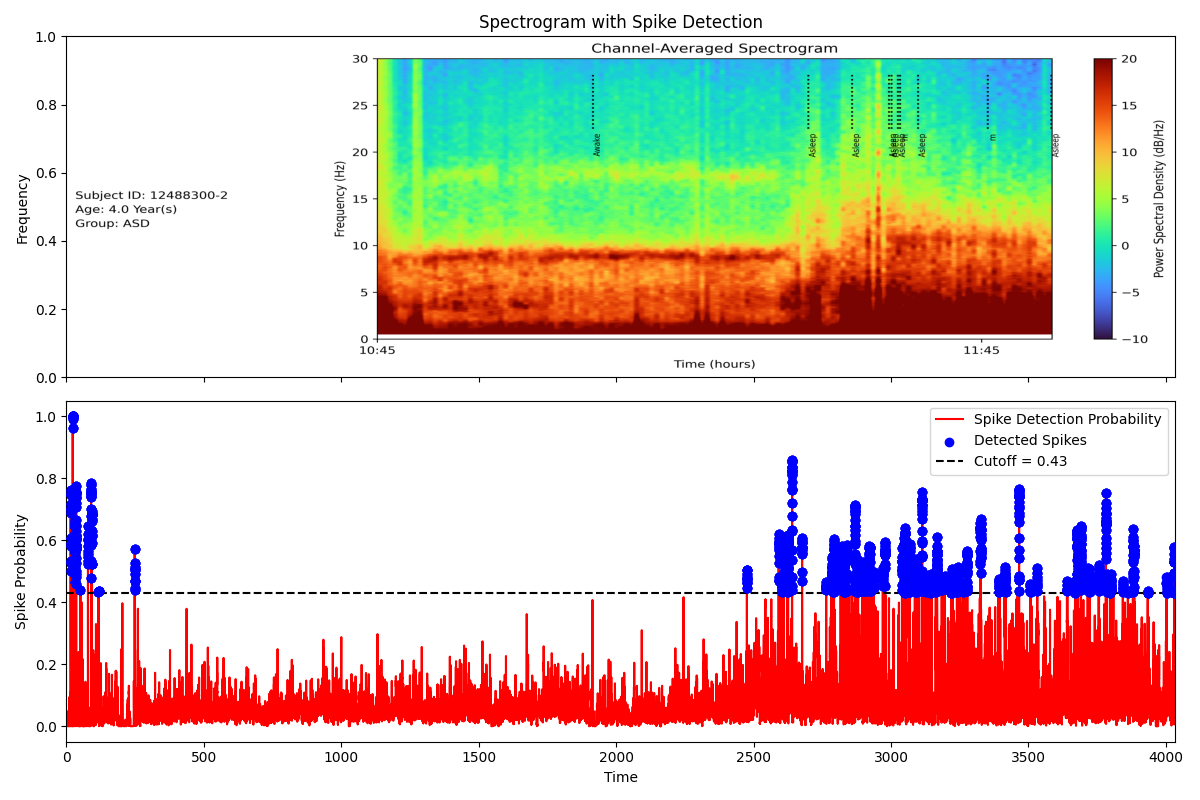 Spectrogram with Spike Detection
Channel-Averaged Spectrogram
Frequency
1.0
0.8
0.6
0.4
0.2
0.0
Subject ID: 12488300-2
Age: 4.0 Year(s)
Group: ASD
Frequency (Hz)
30
25
20
15
10
5
0
Awake
Asleep
Asleep
Asleep
Asleep
Asleep
Asleep
m
Asleep
10:45
11:45
Time (hours)
20
15
10
5
0
−5
−10
Power Spectral Density (dB/Hz)
Spike Probability
1.0
0.8
0.6
0.4
0.2
0.0
Spike Detection Probability
Detected Spikes
Cutoff = 0.43
0
500
1000
1500
2000
2500
3000
3500
4000
Time